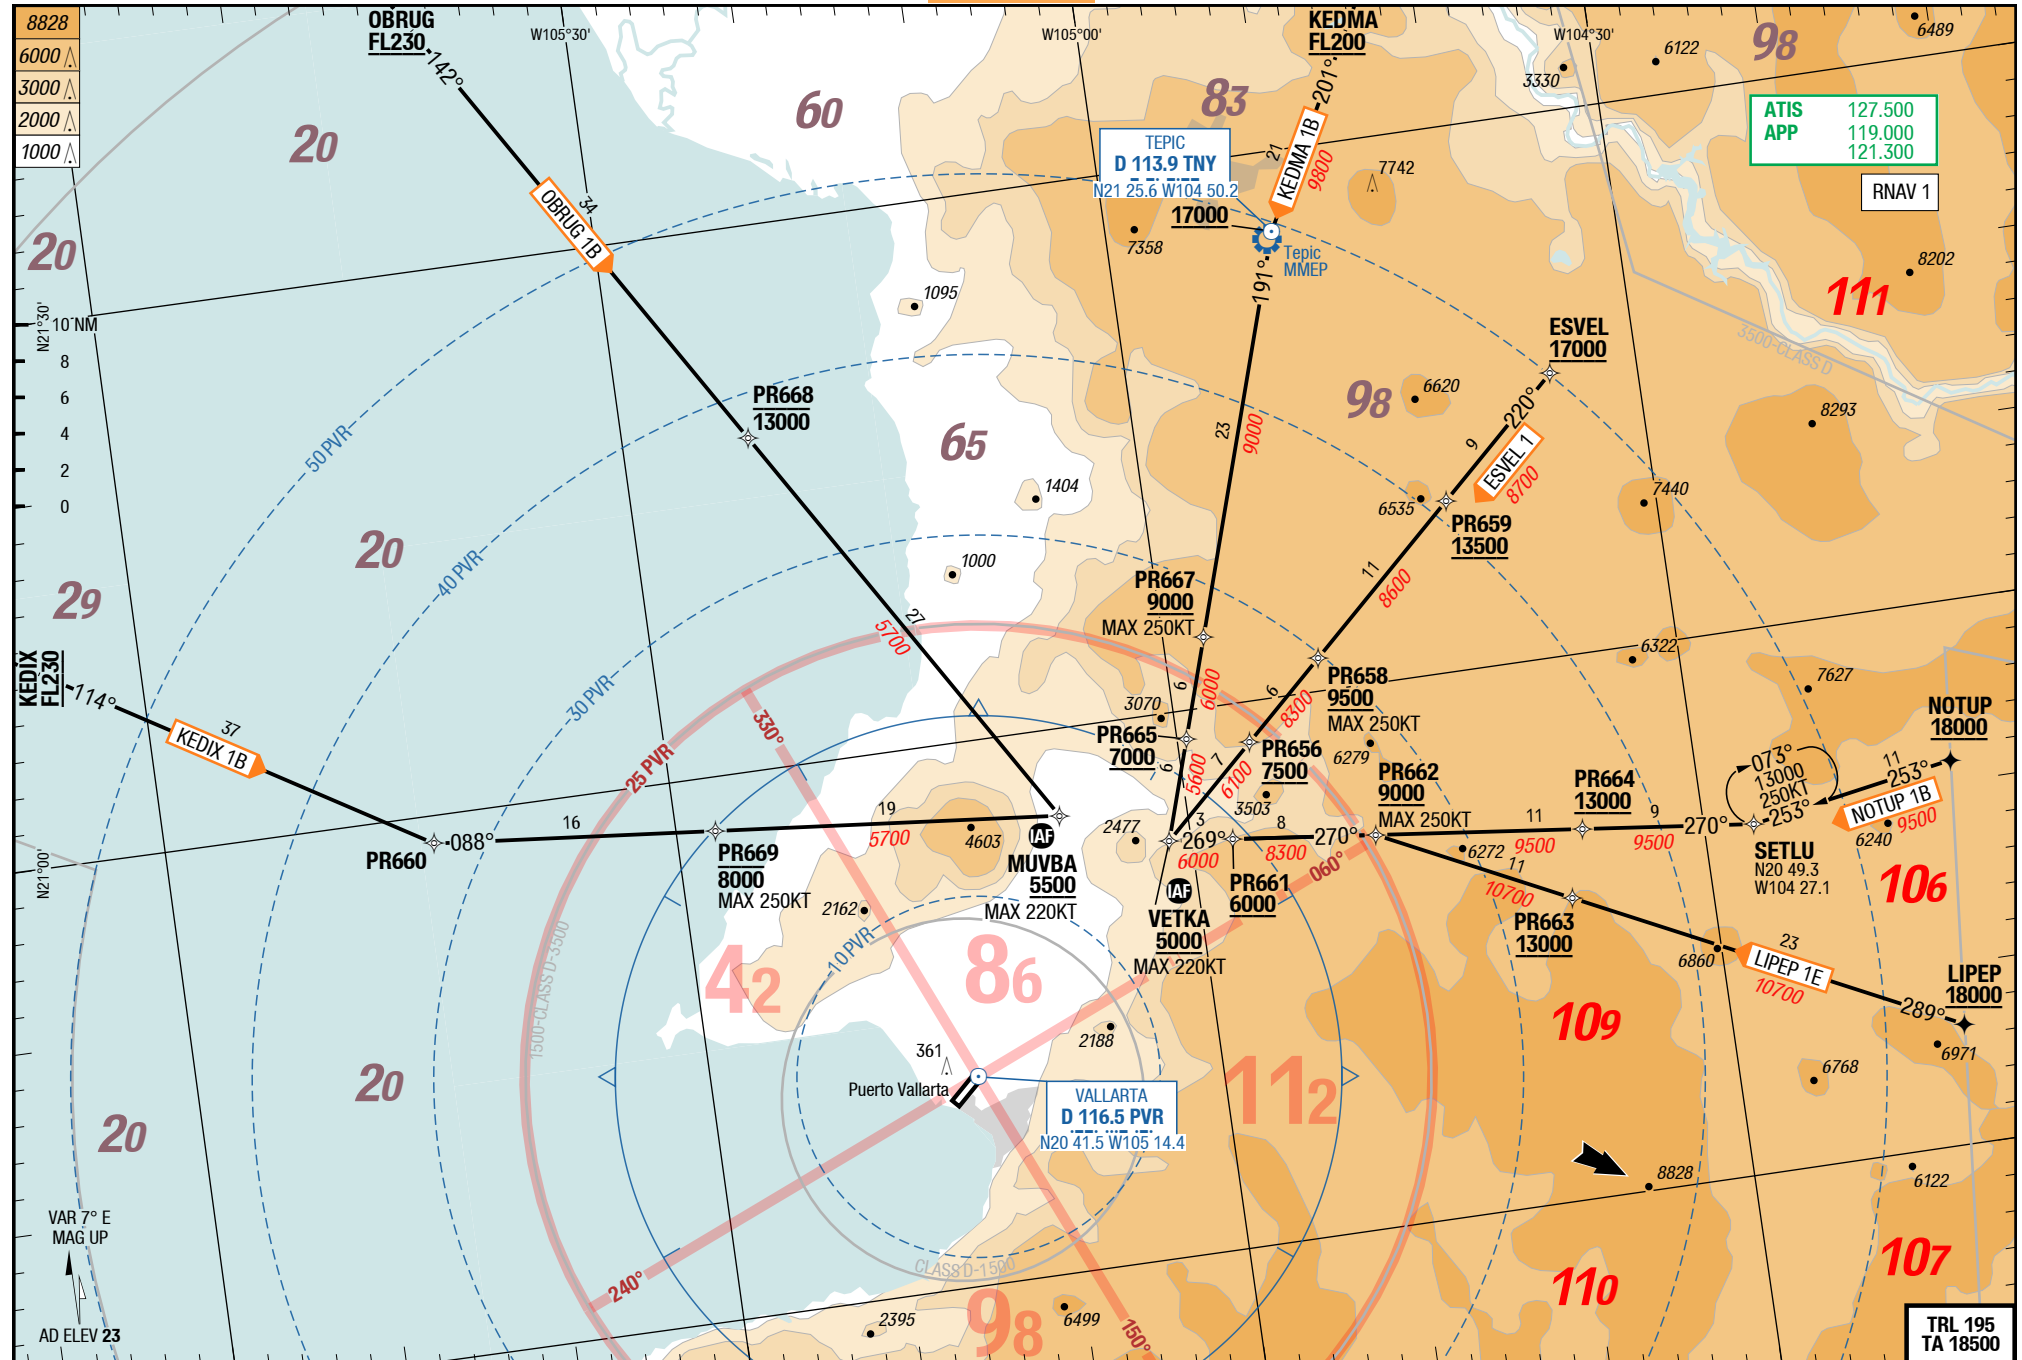 8828
6000
3000
2000
1000
OBRUG
FL230
142°
W105°30'
W105°00'
KEDMA
FL200
201°
W104°30'
6122
98
6489
3330
ATIS 127.500
APP 119.000
121.300
RNAV 1
20
60
83
TEPIC
D 113.9 TNY
N21 25.6 W104 50.2
17000
21
KEDMA 1B
9800
7742
7358
Tepic
MMEP
191°
34
OBRUG 1B
20
8202
111
3500-CLASS D
1095
N21°30'
10 NM
8
6
4
2
0
ESVEL
17000
220°
9
ESVEL 1
8700
PR668
13000
50 PVR
65
98
6620
8293
23
9000
1404
6535
7440
PR659
13500
20
40 PVR
1000
11
8600
29
PR667
9000
MAX 250KT
27
5700
6322
KEDIX
FL230
114°
37
KEDIX 1B
30 PVR
25 PVR
330°
3070
6
6000
6
8300
PR658
9500
MAX 250KT
7627
NOTUP
18000
PR665
7000
6
5600
7
6100
PR656
7500
6279
3503
PR662
9000
MAX 250KT
PR664
13000
073°
13000
250KT
253°
11
253°
NOTUP 1B
9500
6240
PR660
088°
16
19
5700
4603
PR669
8000
MAX 250KT
IAF
MUVBA
5500
MAX 220KT
2477
3
269°
6000
8
8300
270°
11
9500
9
9500
270°
SETLU
N20 49.3
W104 27.1
N21°00'
6272
11
10700
060°
PR661
6000
IAF
VETKA
5000
MAX 220KT
PR663
13000
106
2162
10 PVR
1500-CLASS D-3500
42
86
6860
23
LIPEP 1E
10700
LIPEP
18000
289°
6971
109
2188
361
Puerto Vallarta
VALLARTA
D 116.5 PVR
N20 41.5 W105 14.4
112
6768
20
20
8828
6122
VAR 7° E
MAG UP
AD ELEV 23
240°
CLASS D-1500
2395
98
6499
150°
110
107
TRL 195
TA 18500